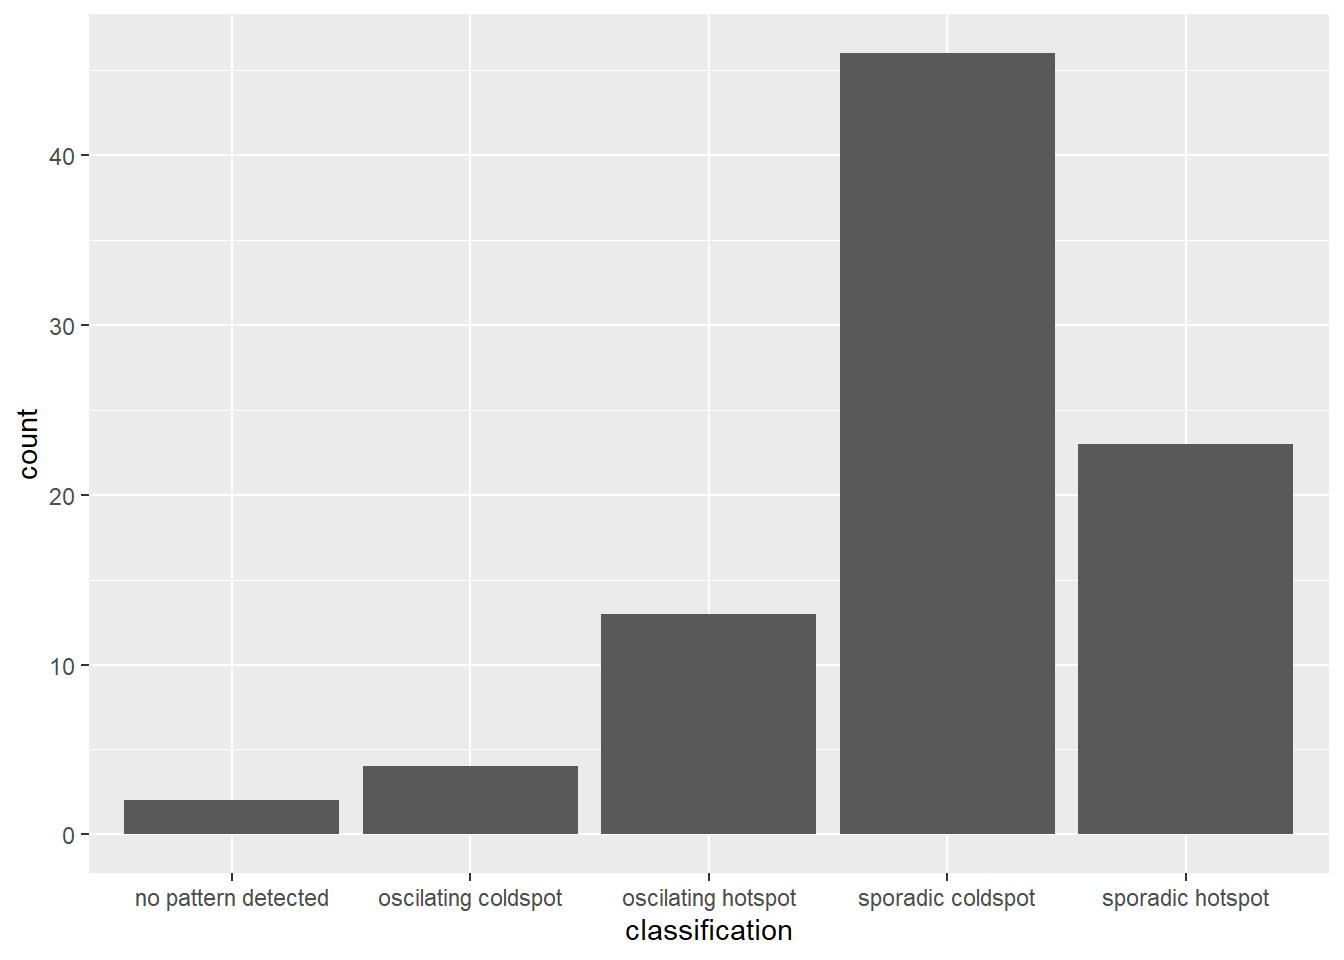 count
40
30
20
10
0
no pattern detected oscilating coldspot oscilating hotspot sporadic coldspot sporadic hotspot
classification